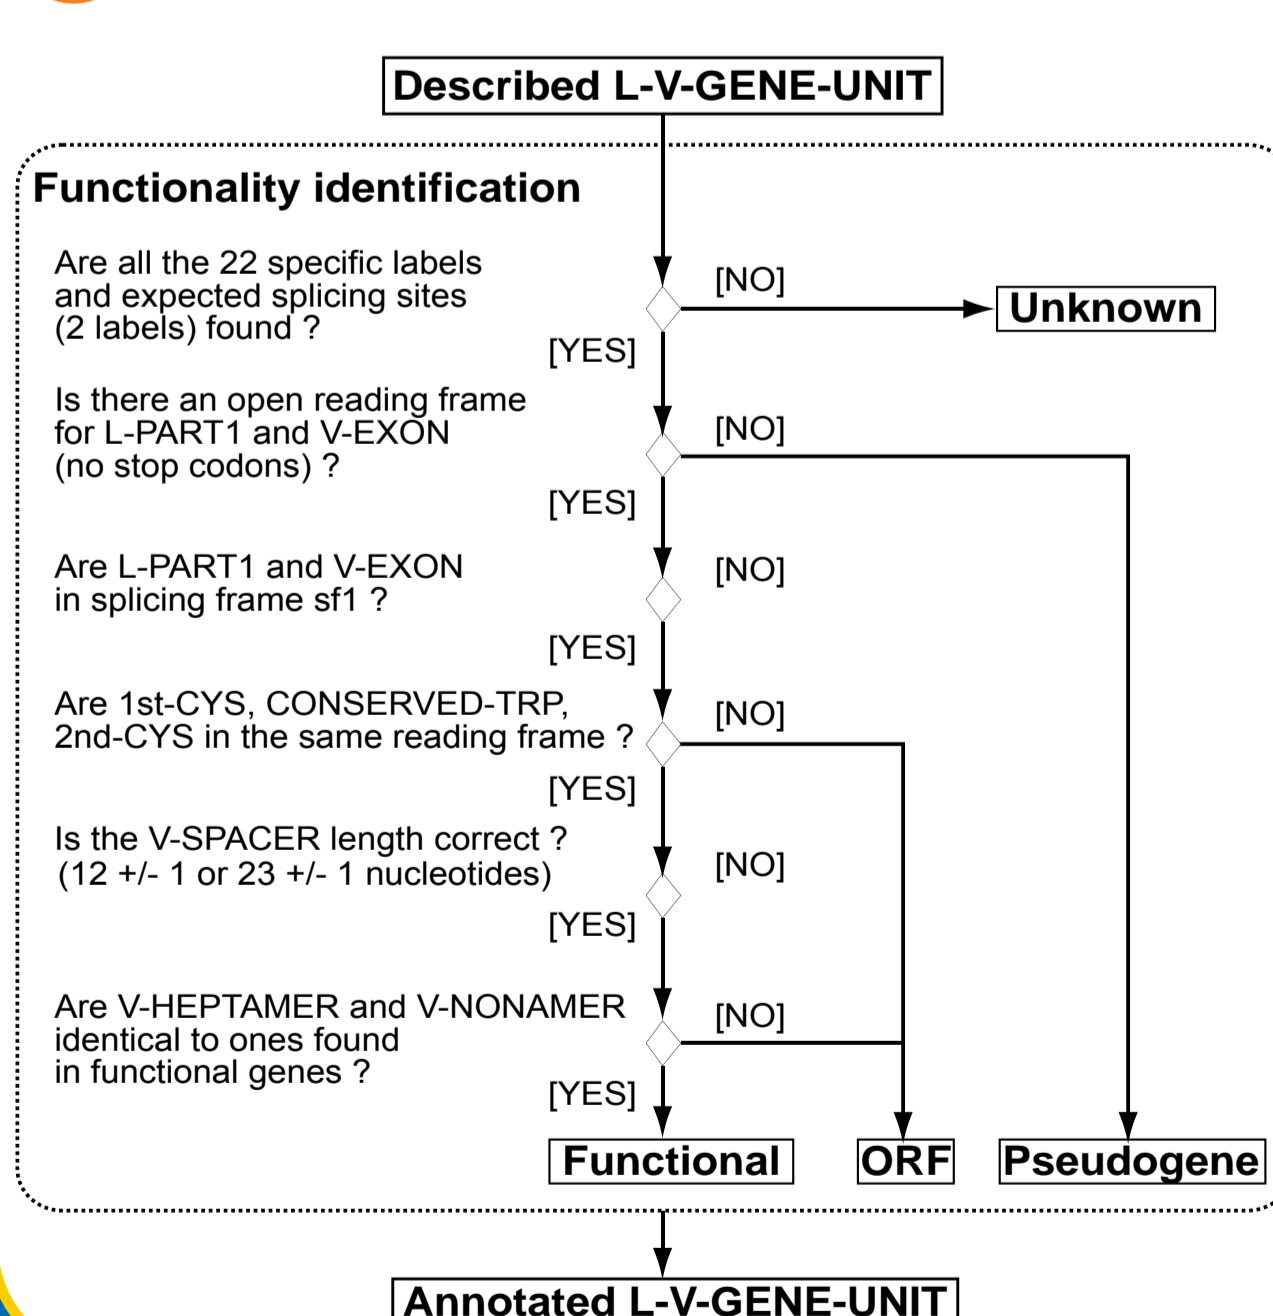 Described L-V-GENE-UNIT
Functionality identification
Are all the 22 specific labels
and expected splicing sites
(2 labels) found ?
[NO]
Unknown
[YES]
Is there an open reading frame
for L-PART1 and V-EXON
(no stop codons) ?
[NO]
[YES]
Are L-PART1 and V-EXON
in splicing frame sf1 ?
[NO]
[YES]
Are 1st-CYS, CONSERVED-TRP,
2nd-CYS in the same reading frame ?
[NO]
[YES]
Is the V-SPACER length correct ?
(12 +/- 1 or 23 +/- 1 nucleotides)
[NO]
[YES]
Are V-HEPTAMER and V-NONAMER
identical to ones found
in functional genes ?
[NO]
[YES]
Functional
ORF
Pseudogene
Annotated L-V-GENE-UNIT